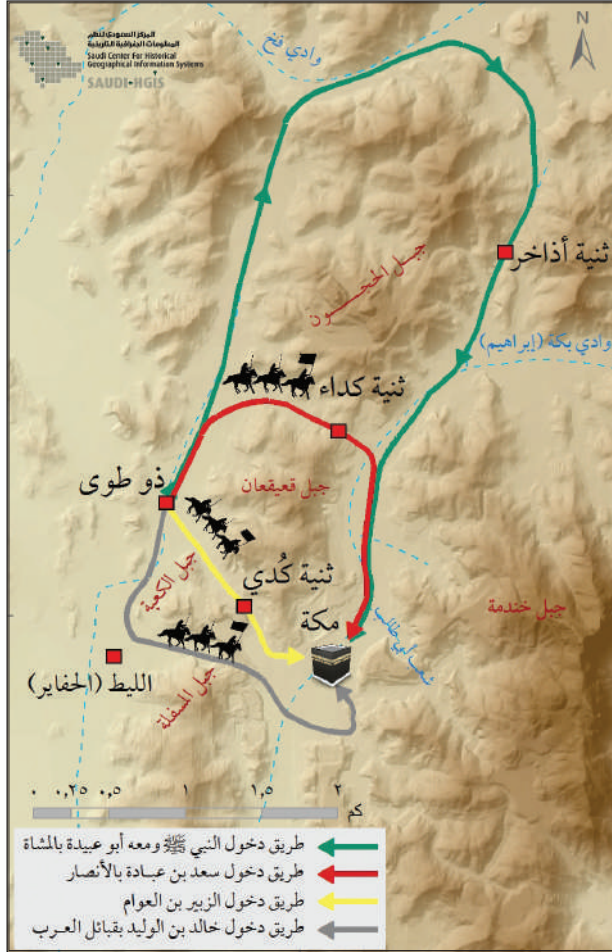 المركز السعودي لنظم
المعلومات الجغرافية التاريخية
Saudi Center For Historical
Geographical Information Systems
SAUDI-HGIS
N
وادي فخ
ثنية أذاخر
جبل الحجون
وادي بكة (إبراهيم)
ثنية كداء
جبل قعيقعان
ذو طوى
جبل الكعبة
ثنية كُدي
مكة
جبل خندمة
شعب أبي طالب
الليط (الحفاير)
جبل المسفلة
٠ ٠,٢٥ ٠,٥ ١ ١,٥ ٢
كم
طريق دخول النبي ﷺ ومعه أبو عبيدة بالمشاة
طريق دخول سعد بن عبادة بالأنصار
طريق دخول الزبير بن العوام
طريق دخول خالد بن الوليد بقبائل العرب